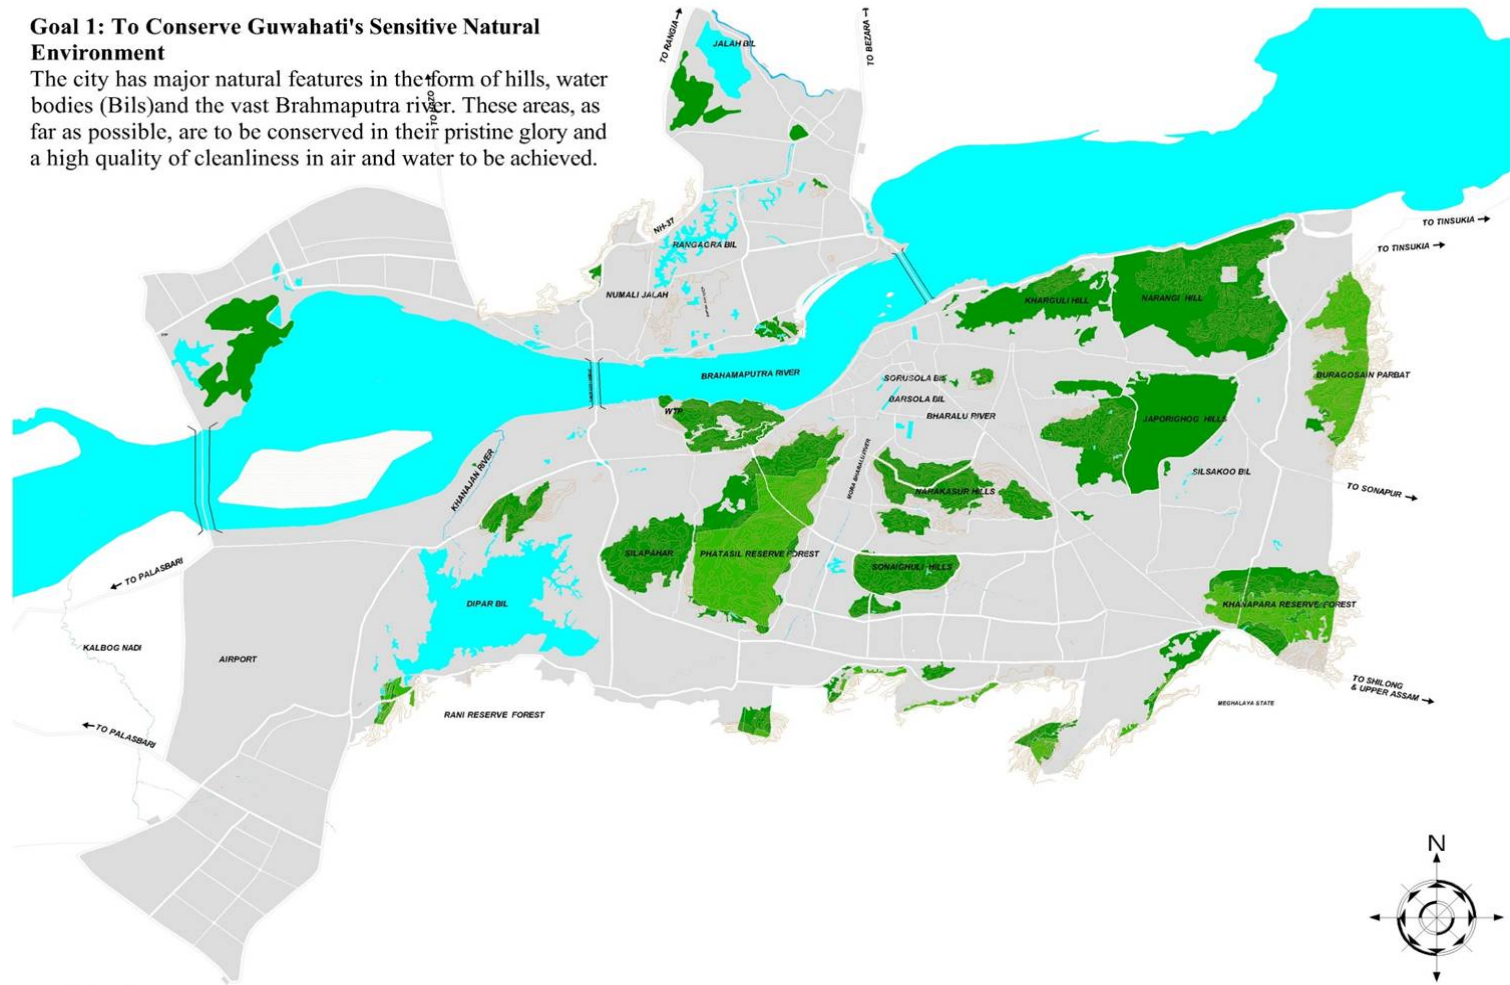 Goal 1: To Conserve Guwahati's Sensitive Natural
Environment
The city has major natural features in the form of hills, water
bodies (Bils)and the vast Brahmaputra river. These areas, as
far as possible, are to be conserved in their pristine glory and
a high quality of cleanliness in air and water to be achieved.
TO RANGIA
TO BEZARA
JALAH BIL
NH-37
RANGAGRA BIL
NUMALI JALAH
TO TINSUKIA
TO TINSUKIA
KHARGULI HILL
NARANGI HILL
BRAHAMAPUTRA RIVER
SORUSOLA BIL
BARSOLA BIL
BHARALU RIVER
BURAGOSAIN PARBAT
WTP
JAPORIGHOG HILLS
KHANAJAN RIVER
SILSAKOO BIL
NARAKASUR HILLS
TO SONAPUR
SILAPAHAR
PHATASIL RESERVE FOREST
SONAIGHULI HILLS
TO PALASBARI
DIPAR BIL
KHANAPARA RESERVE FOREST
KALBOG NADI
AIRPORT
TO SHILONG
& UPPER ASSAM
RANI RESERVE FOREST
MEGHALAYA STATE
TO PALASBARI
N